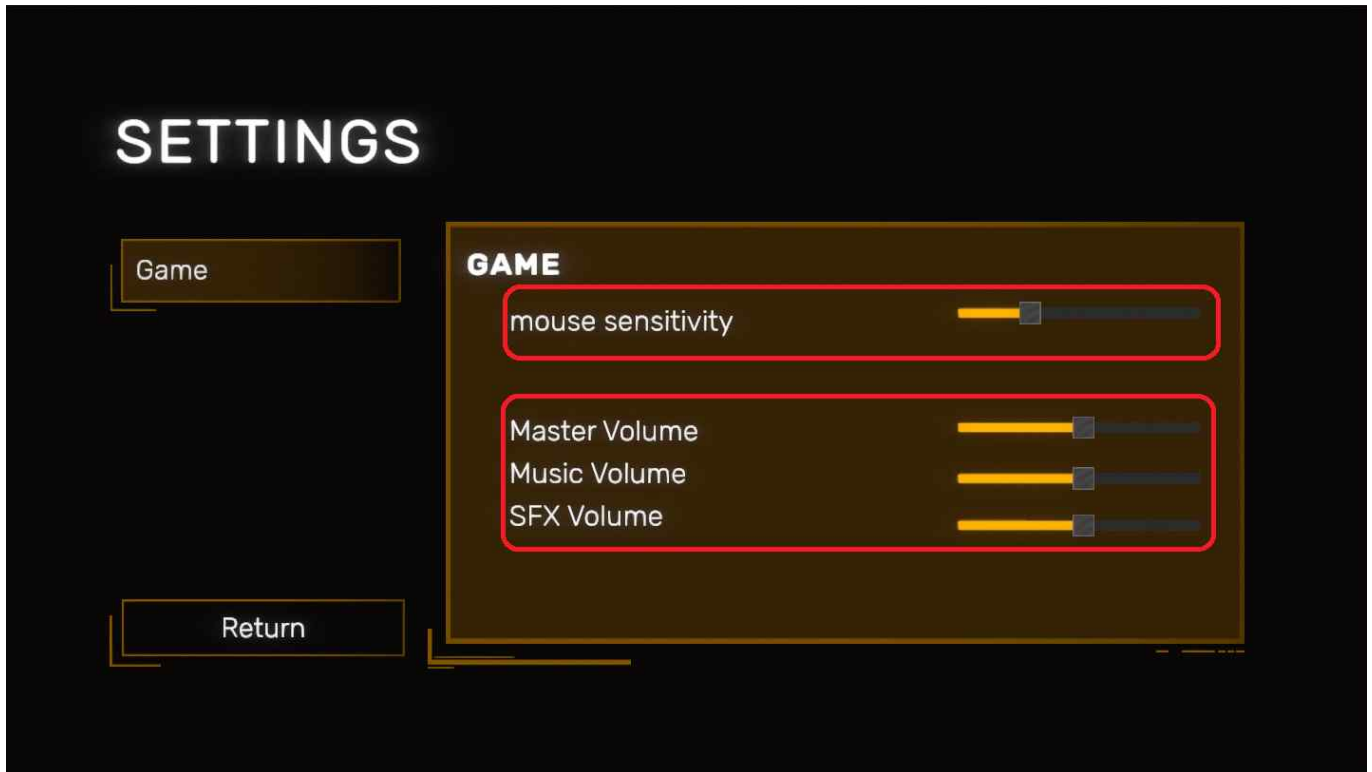 SETTINGS
Game
GAME
mouse sensitivity
Master Volume
Music Volume
SFX Volume
Return